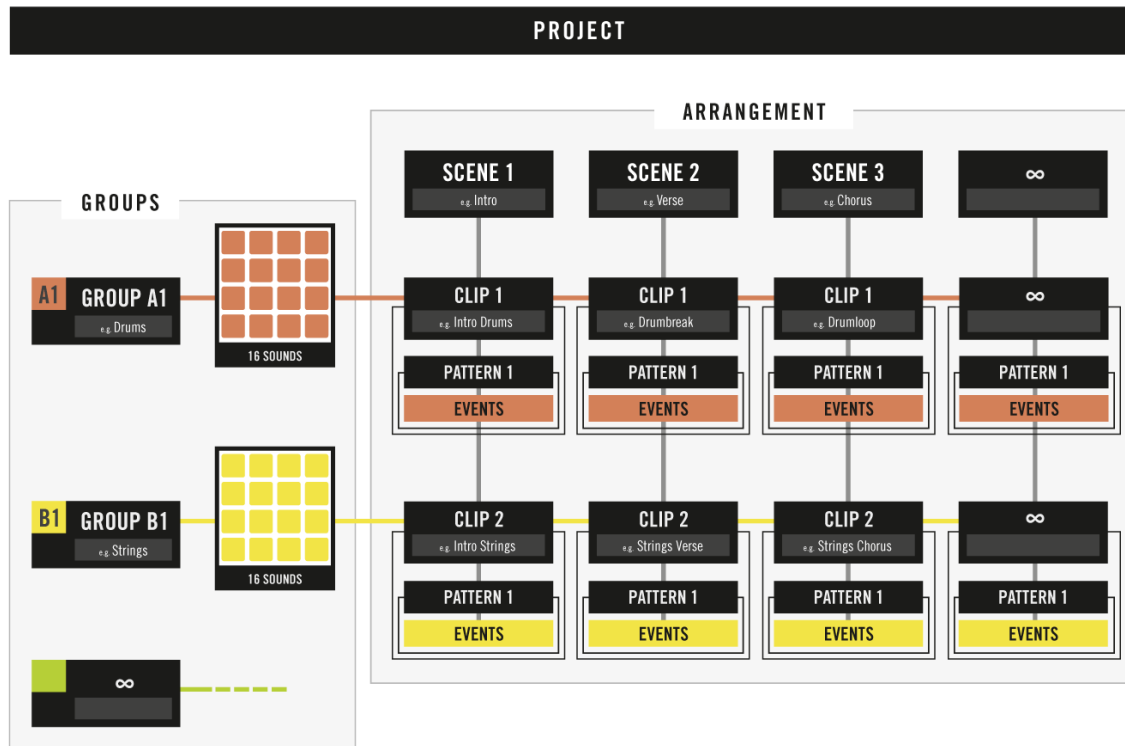 PROJECT
ARRANGEMENT
SCENE 1
e.g. Intro
SCENE 2
e.g. Verse
SCENE 3
e.g. Chorus
∞
GROUPS
A1
GROUP A1
e.g. Drums
16 SOUNDS
CLIP 1
e.g. Intro Drums
CLIP 1
e.g. Drumbreak
CLIP 1
e.g. Drumloop
∞
PATTERN 1
PATTERN 1
PATTERN 1
PATTERN 1
EVENTS
EVENTS
EVENTS
EVENTS
B1
GROUP B1
e.g. Strings
16 SOUNDS
CLIP 2
e.g. Intro Strings
CLIP 2
e.g. Strings Verse
CLIP 2
e.g. Strings Chorus
∞
PATTERN 1
PATTERN 1
PATTERN 1
PATTERN 1
EVENTS
EVENTS
EVENTS
EVENTS
∞